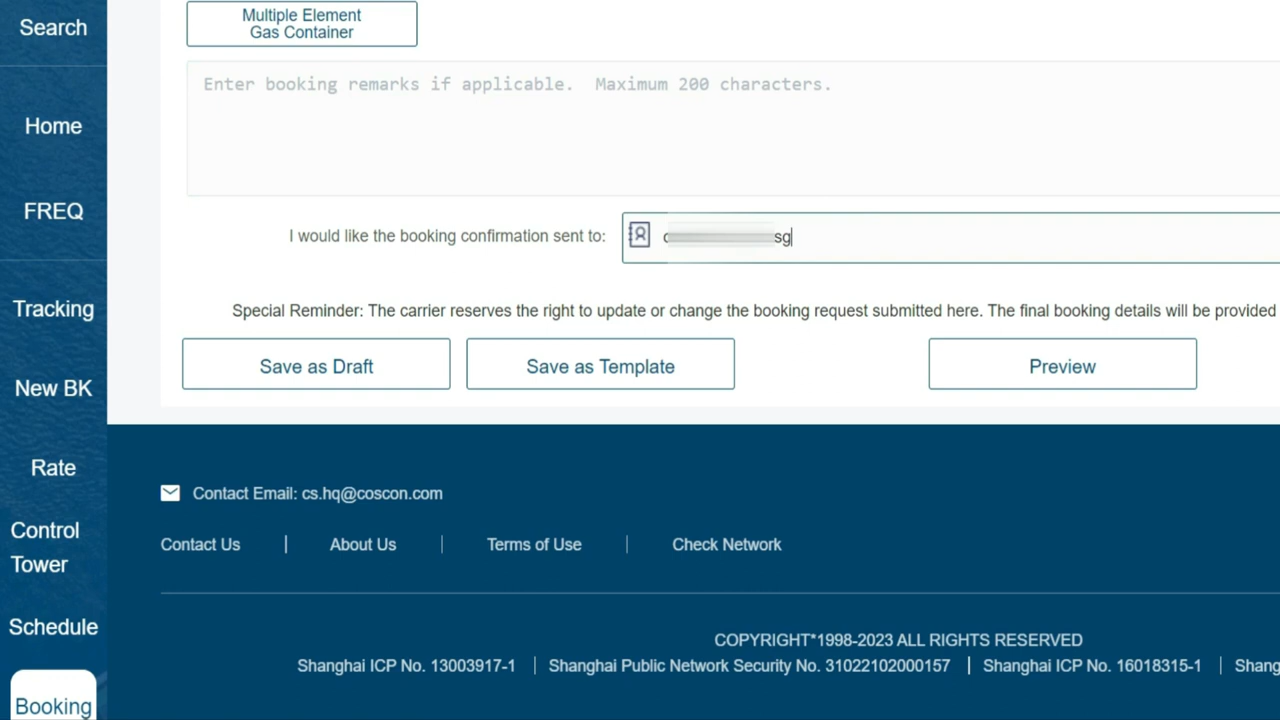 Search
Home
FREQ
Tracking
New BK
Rate
Control
Tower
Schedule
Booking
Multiple Element
Gas Container
Enter booking remarks if applicable. Maximum 200 characters.
I would like the booking confirmation sent to:
sg
Special Reminder: The carrier reserves the right to update or change the booking request submitted here. The final booking details will be provided
Save as Draft
Save as Template
Preview
Contact Email: cs.hq@coscon.com
Contact Us | About Us | Terms of Use | Check Network
COPYRIGHT*1998-2023 ALL RIGHTS RESERVED
Shanghai ICP No. 13003917-1 | Shanghai Public Network Security No. 31022102000157 | Shanghai ICP No. 16018315-1 | Shang